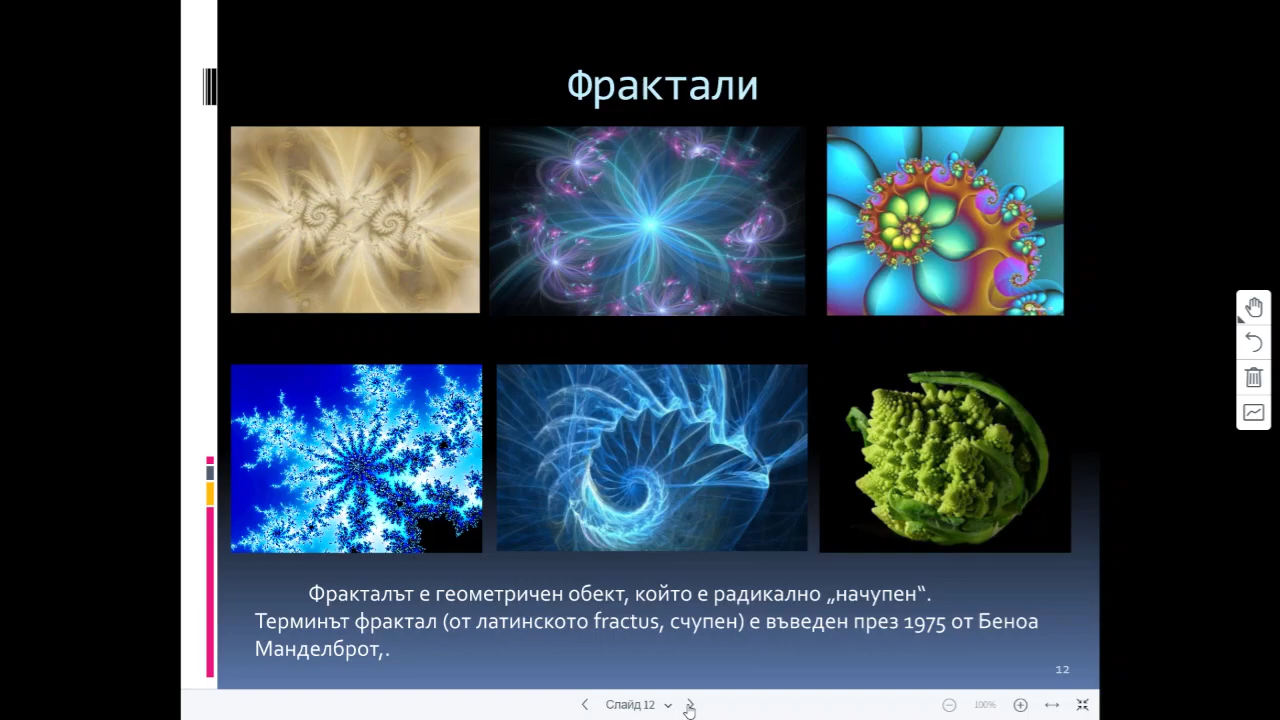 Фрактали
Фракталът е геометричен обект, който е радикално „начупен“.
Терминът фрактал (от латинското fractus, счупен) е въведен през 1975 от Беноа
Манделброт,.
12
Слайд 12
100%